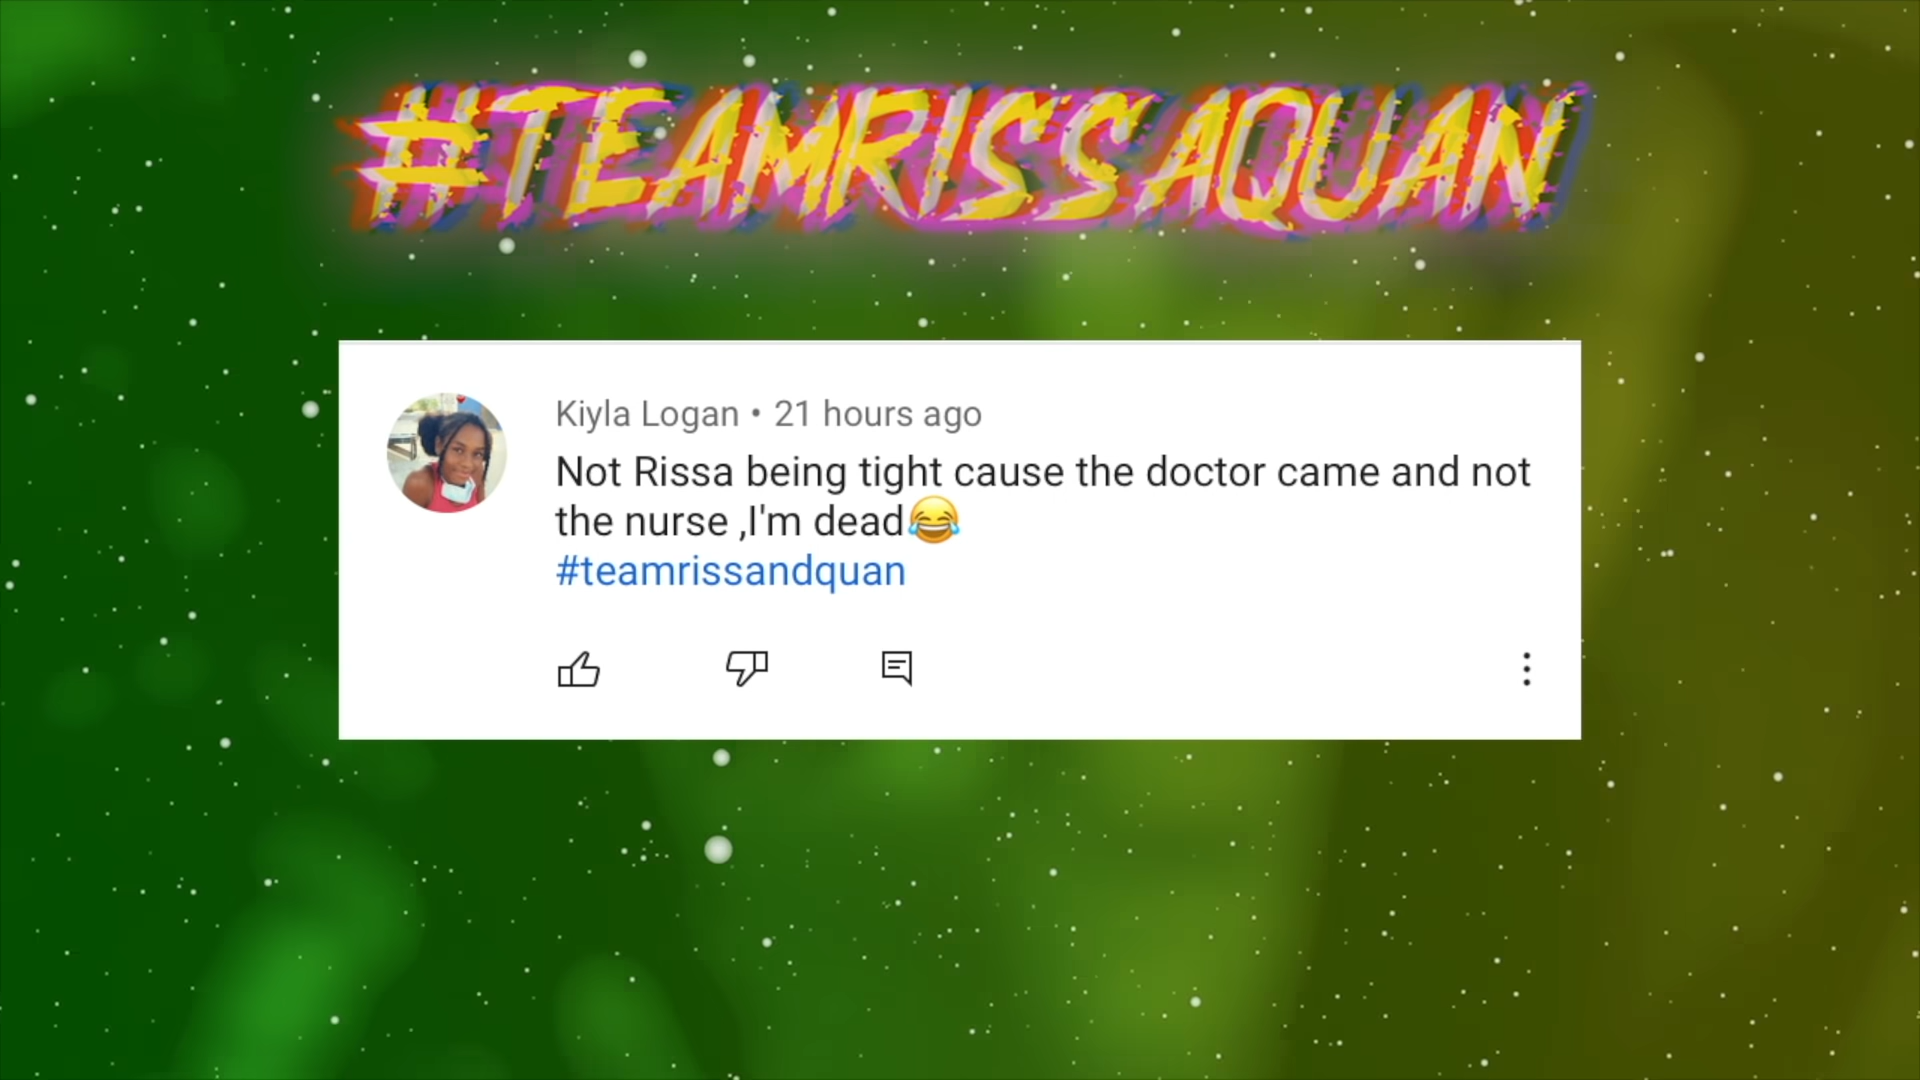 #TEAMRISSAQUAN
Kiyla Logan • 21 hours ago
Not Rissa being tight cause the doctor came and not
the nurse ,I'm dead😂
#teamrissandquan